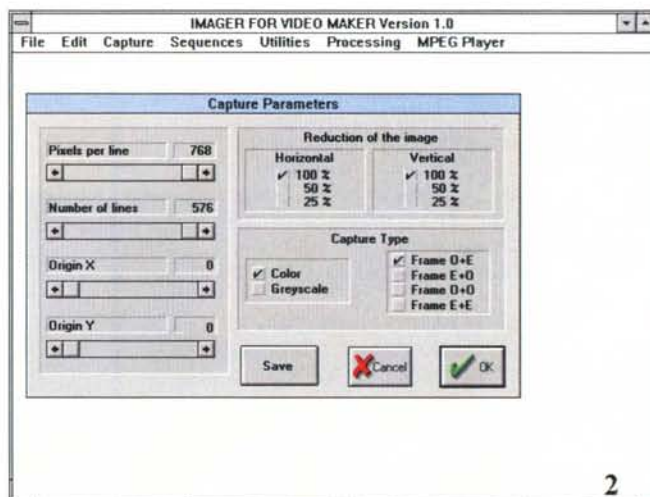 IMAGER FOR VIDEO MAKER Version 1.0
File Edit Capture Sequences Utilities Processing MPEG Player
Capture Parameters
Pixels per line 768
Number of lines 576
Origin X 0
Origin Y 0
Reduction of the image
Horizontal
100 %
50 %
25 %
Vertical
100 %
50 %
25 %
Capture Type
Color
Greyscale
Frame O+E
Frame E+O
Frame O+O
Frame E+E
Save
Cancel
OK
2